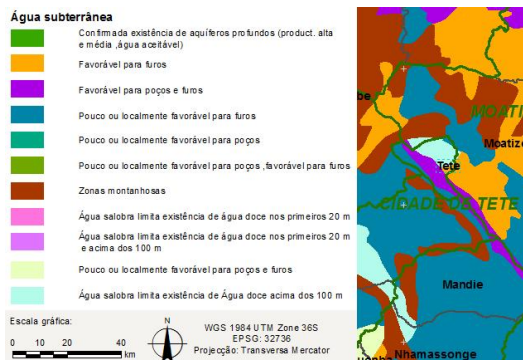 Água subterrânea
Confirmada existência de aquíferos profundos (product. alta
e média ,água aceitável)
Favorável para furos
Favorável para poços e furos
Pouco ou localmente favorável para furos
Pouco ou localmente favorável para poços
Pouco ou localmente favorável para poços ,favorável para furos
Zonas montanhosas
Água salobra limita existência de água doce nos primeiros 20 m
Água salobra limita existência de água doce nos primeiros 20 m
e acima dos 100 m
Pouco ou localmente favorável para poços e furos
Água salobra limita existência de Água doce acima dos 100 m
Escala gráfica:
0 10 20 40
km
N
WGS 1984 UTM Zone 36S
EPSG: 32736
Projecção: Transversa Mercator
be
MOATI
Moatize
Tete
CIDADE DE TETE
Mandie
Nhamassonge